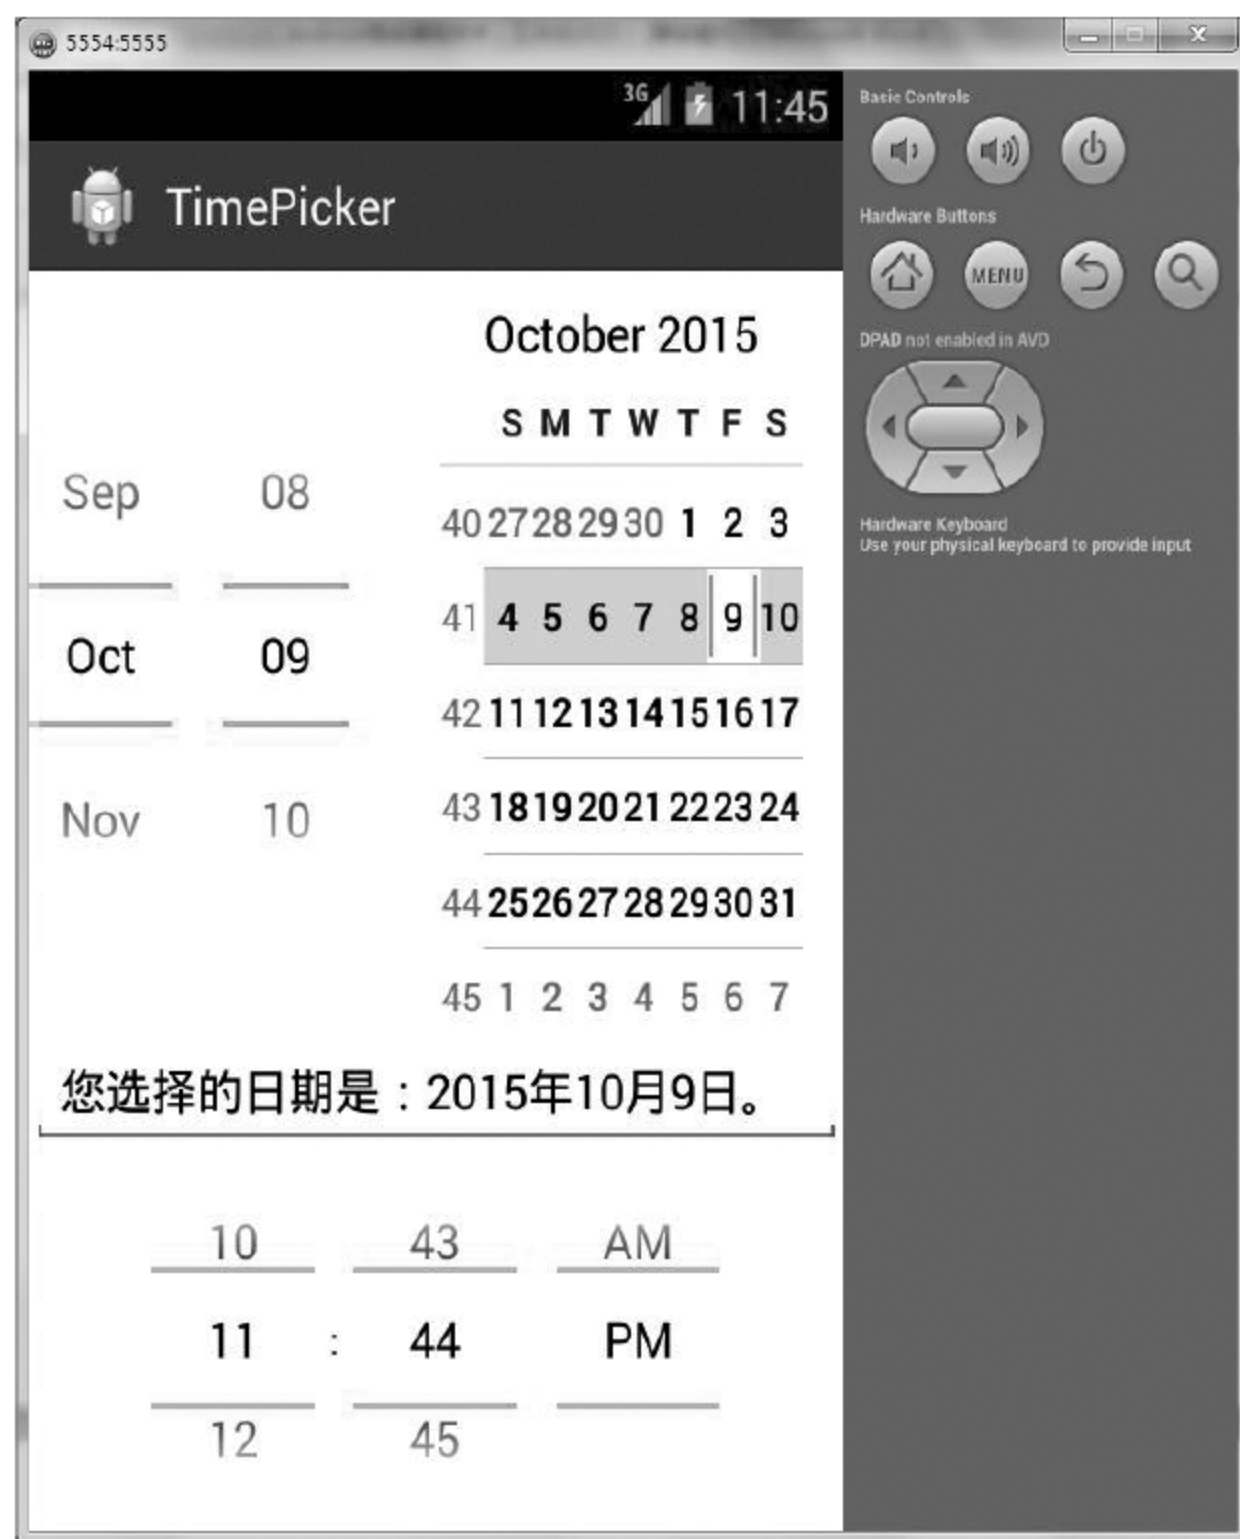 5554:5555
3G 11:45
TimePicker
Basic Controls
Hardware Buttons
MENU
DPAD not enabled in AVD
Hardware Keyboard
Use your physical keyboard to provide input
October 2015
S M T W T F S
Sep 08
40 27 28 29 30 1 2 3
41 4 5 6 7 8 9 10
Oct 09
42 11 12 13 14 15 16 17
Nov 10
43 18 19 20 21 22 23 24
44 25 26 27 28 29 30 31
45 1 2 3 4 5 6 7
您选择的日期是：2015年10月9日。
10 43 AM
11 : 44 PM
12 45